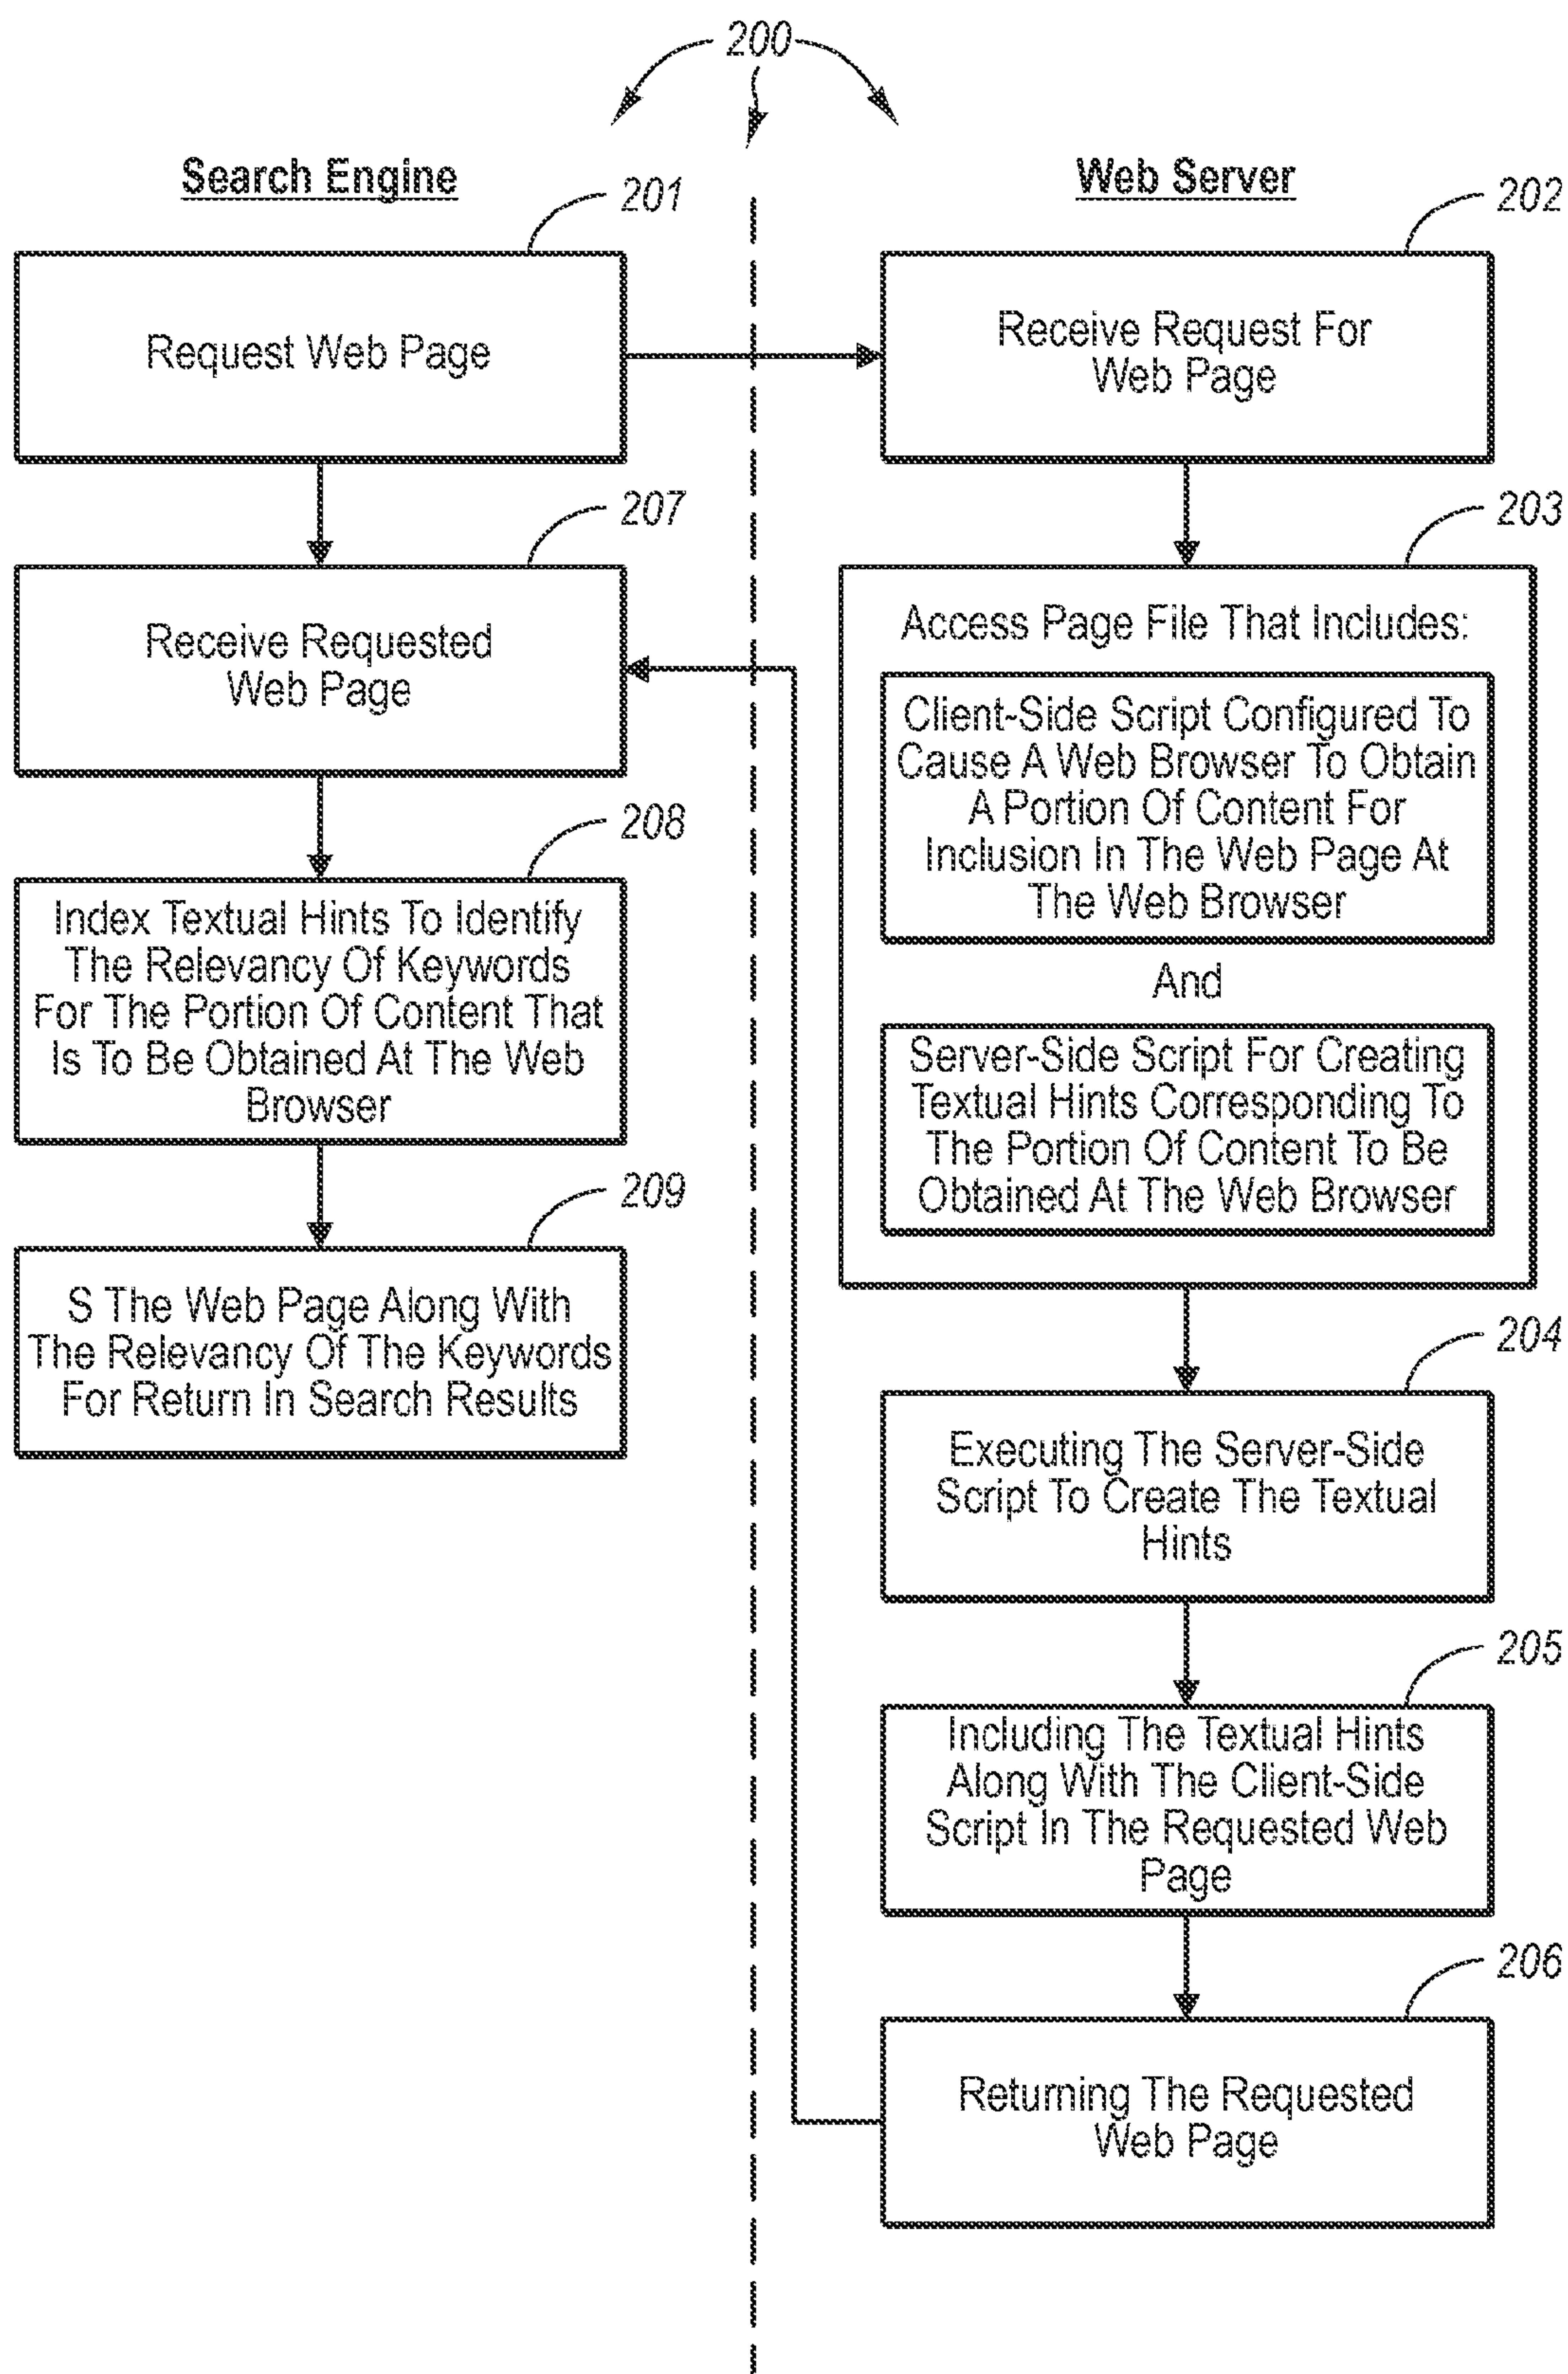 200
Search Engine
201
Request Web Page
207
Receive Requested
Web Page
208
Index Textual Hints To Identify
The Relevancy Of Keywords
For The Portion Of Content That
Is To Be Obtained At The Web
Browser
209
S The Web Page Along With
The Relevancy Of The Keywords
For Return In Search Results
Web Server
202
Receive Request For
Web Page
203
Access Page File That Includes:
Client-Side Script Configured To
Cause A Web Browser To Obtain
A Portion Of Content For
Inclusion In The Web Page At
The Web Browser
And
Server-Side Script For Creating
Textual Hints Corresponding To
The Portion Of Content To Be
Obtained At The Web Browser
204
Executing The Server-Side
Script To Create The Textual
Hints
205
Including The Textual Hints
Along With The Client-Side
Script In The Requested Web
Page
206
Returning The Requested
Web Page